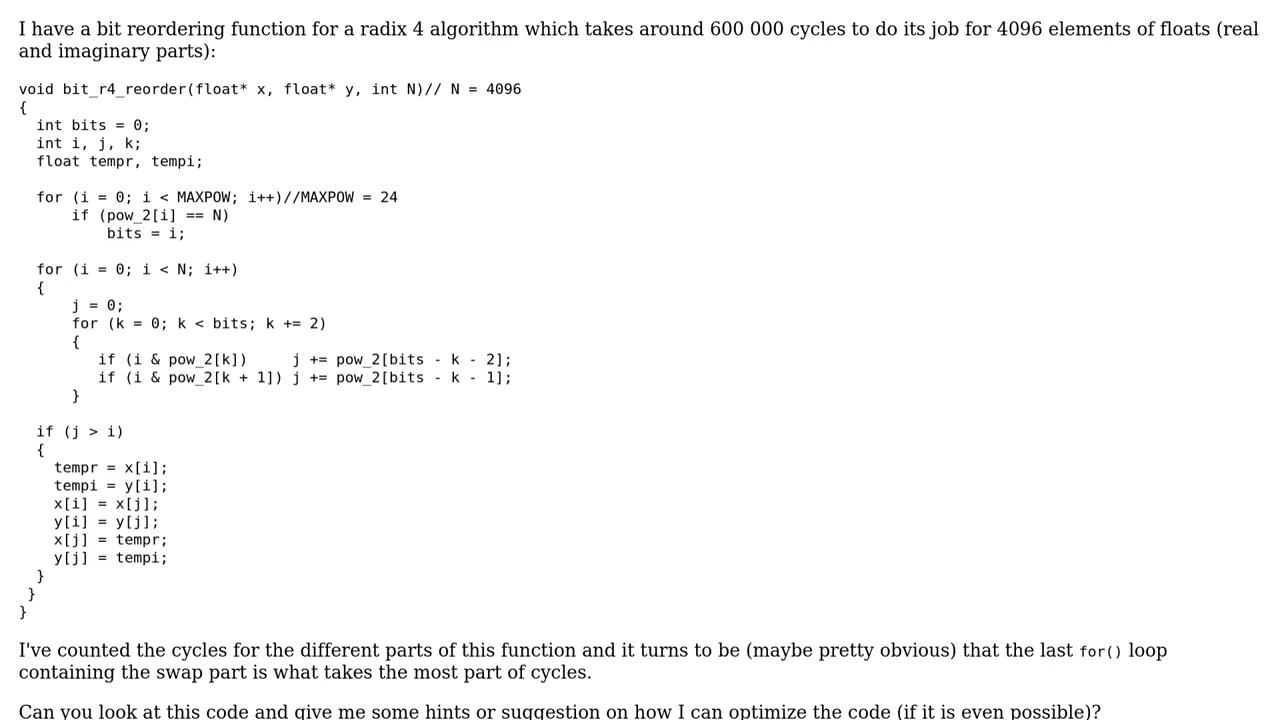 I have a bit reordering function for a radix 4 algorithm which takes around 600 000 cycles to do its job for 4096 elements of floats (real
and imaginary parts):
void bit_r4_reorder(float* x, float* y, int N)// N = 4096
{
  int bits = 0;
  int i, j, k;
  float tempr, tempi;

  for (i = 0; i < MAXPOW; i++)//MAXPOW = 24
      if (pow_2[i] == N)
          bits = i;

  for (i = 0; i < N; i++)
  {
      j = 0;
      for (k = 0; k < bits; k += 2)
      {
         if (i & pow_2[k])     j += pow_2[bits - k - 2];
         if (i & pow_2[k + 1]) j += pow_2[bits - k - 1];
      }

  if (j > i)
  {
    tempr = x[i];
    tempi = y[i];
    x[i] = x[j];
    y[i] = y[j];
    x[j] = tempr;
    y[j] = tempi;
  }
 }
}
I've counted the cycles for the different parts of this function and it turns to be (maybe pretty obvious) that the last for() loop
containing the swap part is what takes the most part of cycles.
Can you look at this code and give me some hints or suggestion on how I can optimize the code (if it is even possible)?